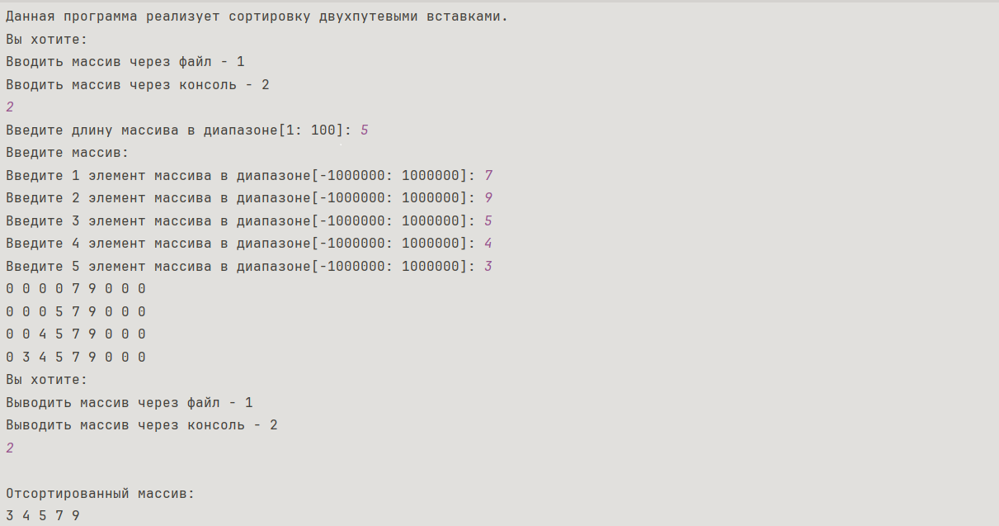 Данная программа реализует сортировку двухпутевыми вставками.
Вы хотите:
Вводить массив через файл - 1
Вводить массив через консоль - 2
2
Введите длину массива в диапазоне[1: 100]: 5
Введите массив:
Введите 1 элемент массива в диапазоне[-1000000: 1000000]: 7
Введите 2 элемент массива в диапазоне[-1000000: 1000000]: 9
Введите 3 элемент массива в диапазоне[-1000000: 1000000]: 5
Введите 4 элемент массива в диапазоне[-1000000: 1000000]: 4
Введите 5 элемент массива в диапазоне[-1000000: 1000000]: 3
0 0 0 0 7 9 0 0 0
0 0 0 5 7 9 0 0 0
0 0 4 5 7 9 0 0 0
0 3 4 5 7 9 0 0 0
Вы хотите:
Выводить массив через файл - 1
Выводить массив через консоль - 2
2
Отсортированный массив:
3 4 5 7 9